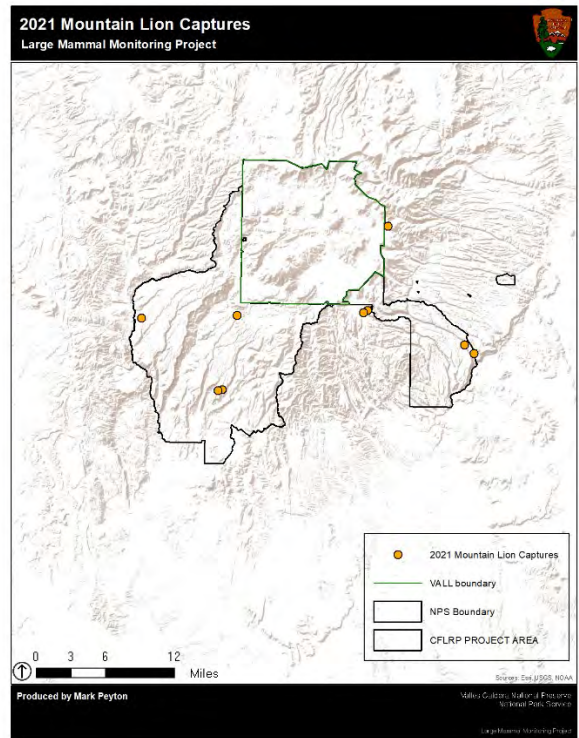 2021 Mountain Lion Captures
Large Mammal Monitoring Project
2021 Mountain Lion Captures
VALL boundary
NPS Boundary
CFLRP PROJECT AREA
0 3 6 12
Miles
Sources: Esri, USGS, NOAA
Produced by Mark Peyton
Valles Caldera National Preserve
National Park Service
Large Mammal Monitoring Project